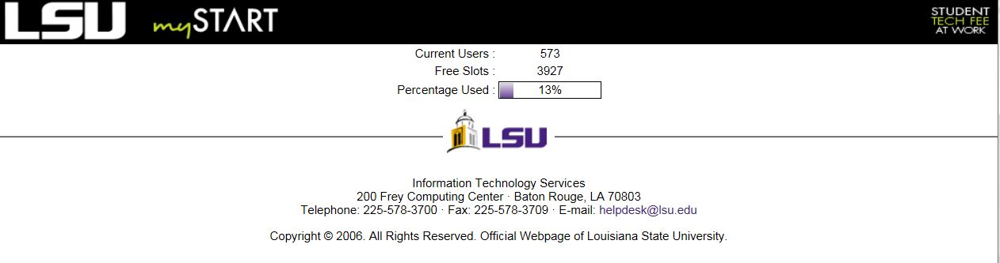 LSU mySTART
STUDENT
TECH FEE
AT WORK
Current Users : 573
Free Slots : 3927
Percentage Used : 13%
LSU
Information Technology Services
200 Frey Computing Center · Baton Rouge, LA 70803
Telephone: 225-578-3700 · Fax: 225-578-3709 · E-mail: helpdesk@lsu.edu
Copyright © 2006. All Rights Reserved. Official Webpage of Louisiana State University.